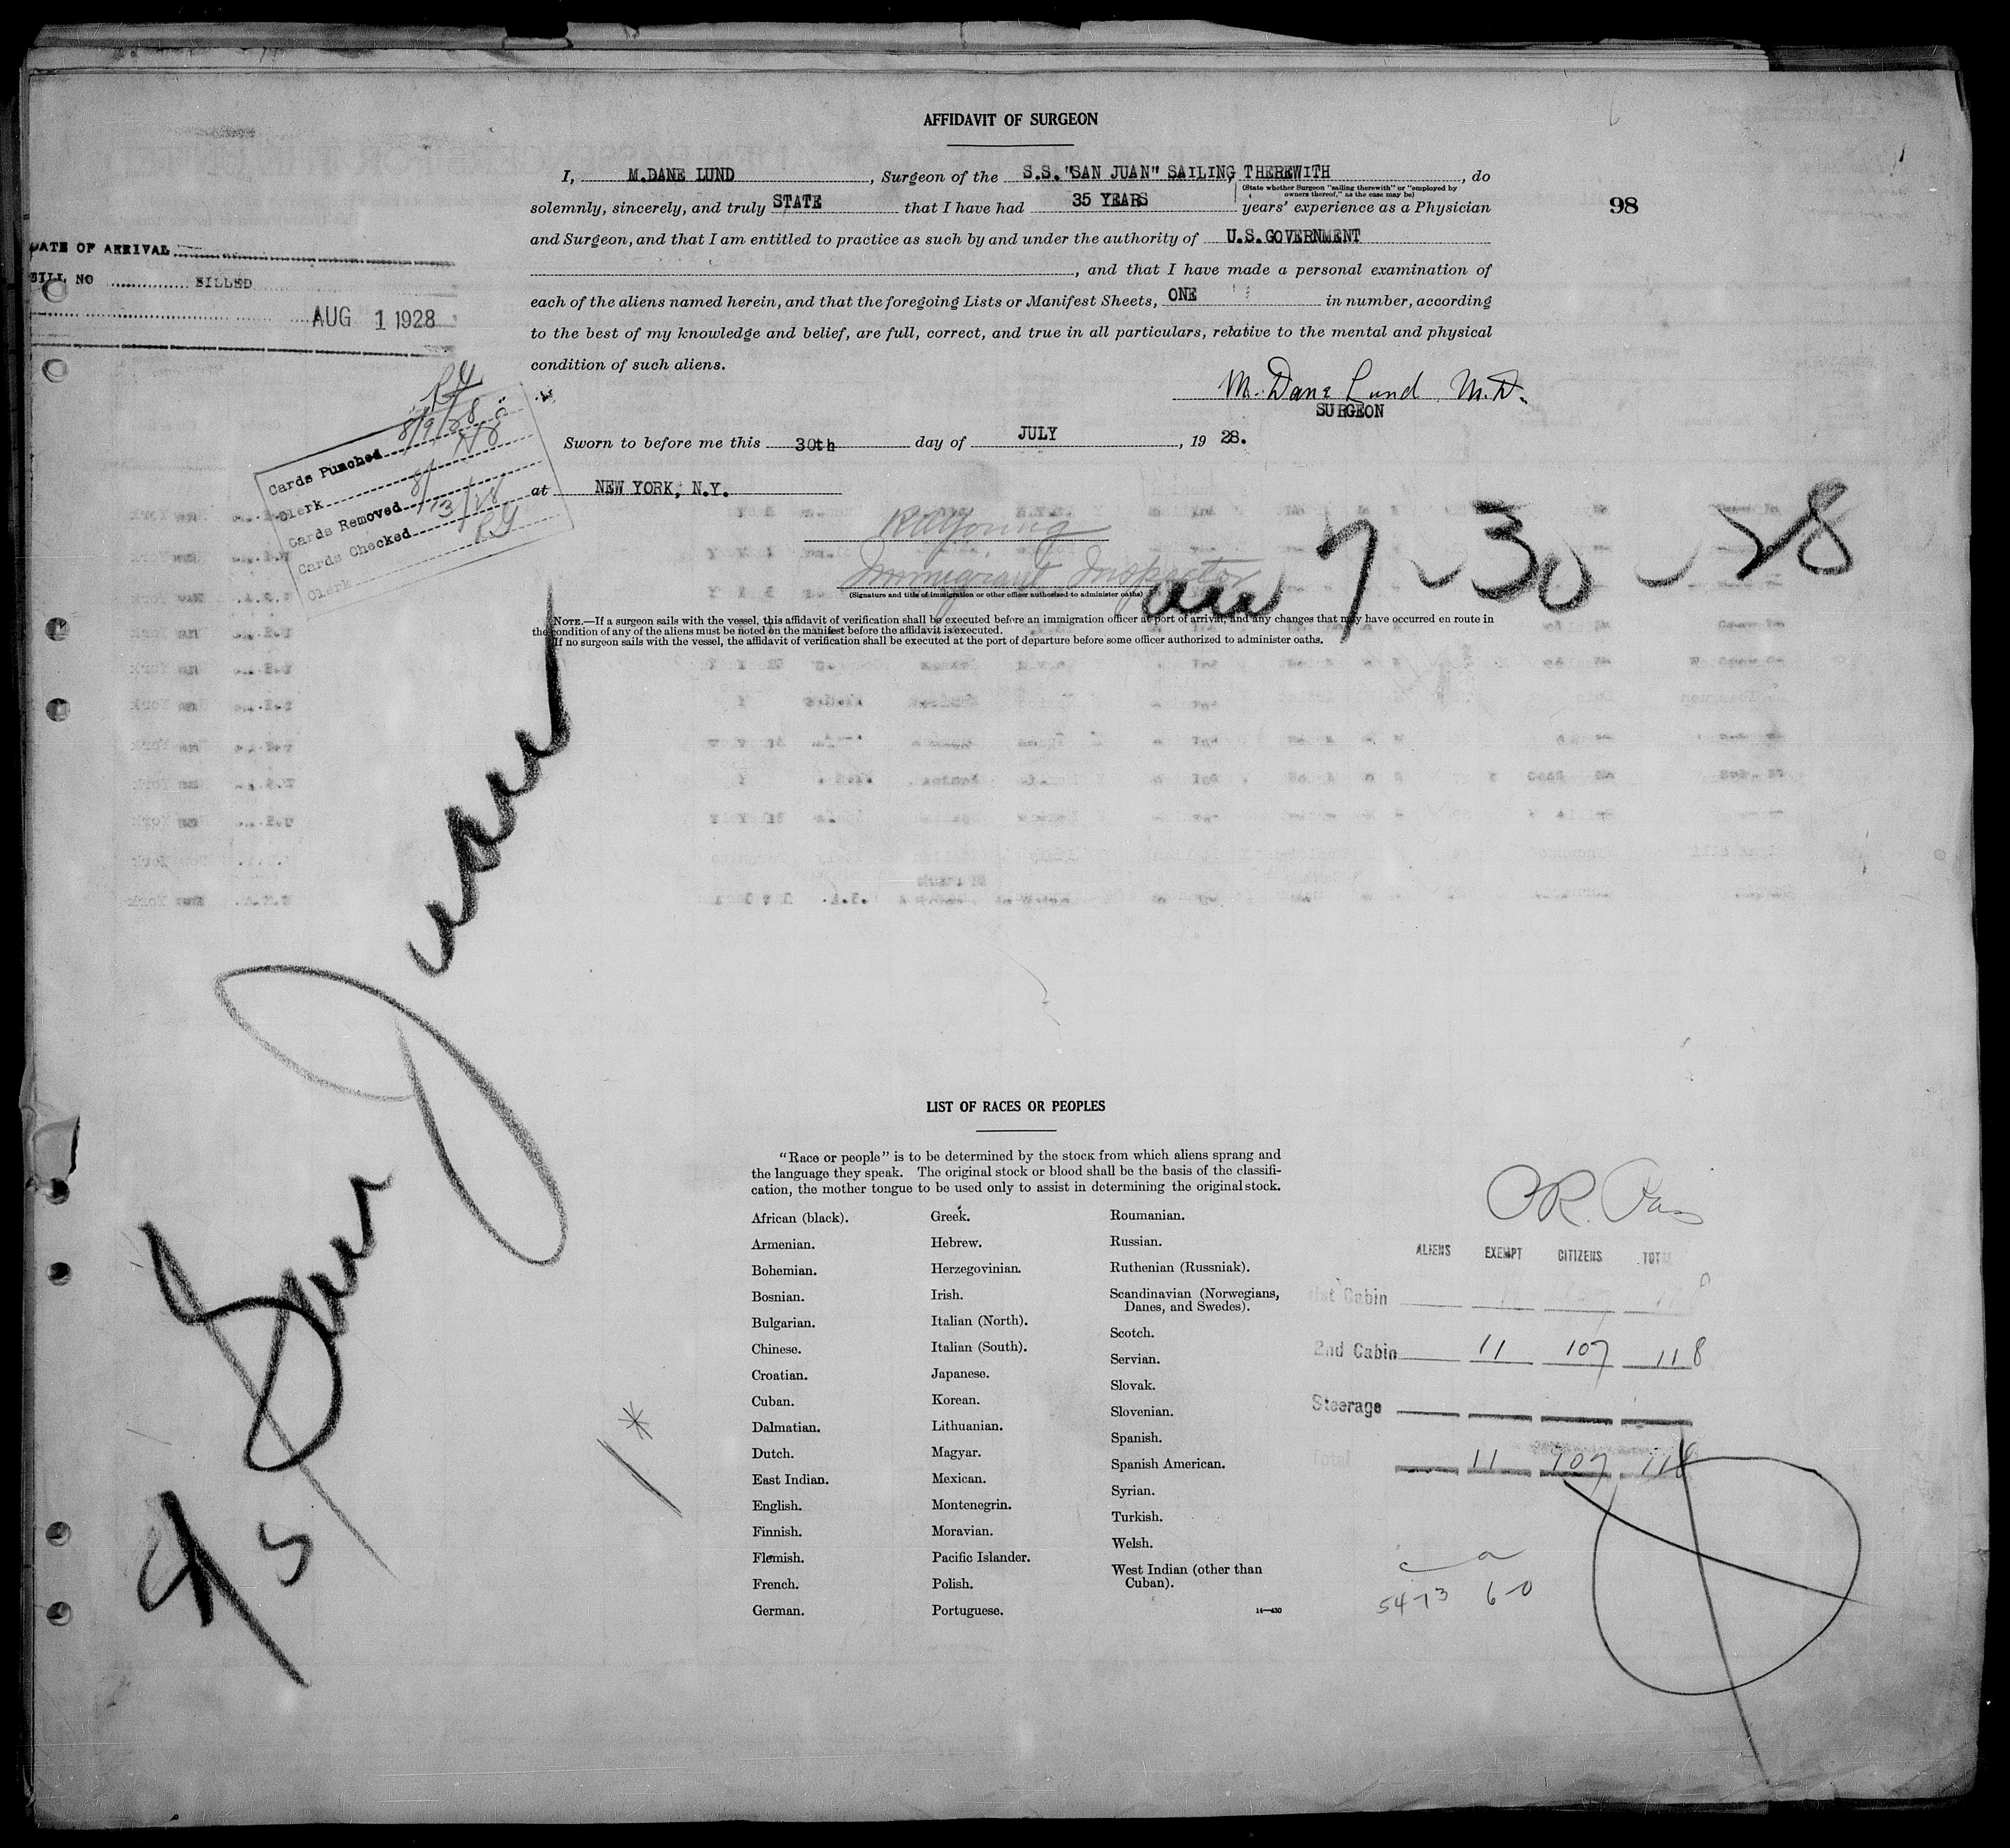 AFFIDAVIT OF SURGEON
I, M.DANE LUND, Surgeon of the S.S."SAN JUAN" SAILING THEREWITH, do
(State whether Surgeon "sailing therewith" or "employed by
owners thereof," as the case may be)
solemnly, sincerely, and truly STATE that I have had 35 YEARS years' experience as a Physician
98
and Surgeon, and that I am entitled to practice as such by and under the authority of U.S.GOVERNMENT
, and that I have made a personal examination of
each of the aliens named herein, and that the foregoing Lists or Manifest Sheets, ONE in number, according
to the best of my knowledge and belief, are full, correct, and true in all particulars, relative to the mental and physical
condition of such aliens.
DATE OF ARRIVAL
BILL NO BILLED
AUG 1 1928
M. Dane Lund M.D.
SURGEON
Sworn to before me this 30th day of JULY, 19 28.
at NEW YORK, N.Y.
Cards Punched 8/9/28
Clerk
Cards Removed 8/13/28
Cards Checked
Clerk
R A Young
Immigrant Inspector
(Signature and title of immigration or other officer authorized to administer oaths)
7-30-28
NOTE.—If a surgeon sails with the vessel, this affidavit of verification shall be executed before an immigration officer at port of arrival, and any changes that may have occurred en route in
the condition of any of the aliens must be noted on the manifest before the affidavit is executed.
If no surgeon sails with the vessel, the affidavit of verification shall be executed at the port of departure before some officer authorized to administer oaths.
San Juan
LIST OF RACES OR PEOPLES
"Race or people" is to be determined by the stock from which aliens sprang and
the language they speak. The original stock or blood shall be the basis of the classifi-
cation, the mother tongue to be used only to assist in determining the original stock.
African (black).
Armenian.
Bohemian.
Bosnian.
Bulgarian.
Chinese.
Croatian.
Cuban.
Dalmatian.
Dutch.
East Indian.
English.
Finnish.
Flemish.
French.
German.
Greek.
Hebrew.
Herzegovinian.
Irish.
Italian (North).
Italian (South).
Japanese.
Korean.
Lithuanian.
Magyar.
Mexican.
Montenegrin.
Moravian.
Pacific Islander.
Polish.
Portuguese.
Roumanian.
Russian.
Ruthenian (Russniak).
Scandinavian (Norwegians,
Danes, and Swedes).
Scotch.
Servian.
Slovak.
Slovenian.
Spanish.
Spanish American.
Syrian.
Turkish.
Welsh.
West Indian (other than
Cuban).
14—430
ALIENS EXEMPT CITIZENS TOTAL
1st Cabin
2nd Cabin 11 107 118
Steerage
Total 11 107 118
54-13 6-0